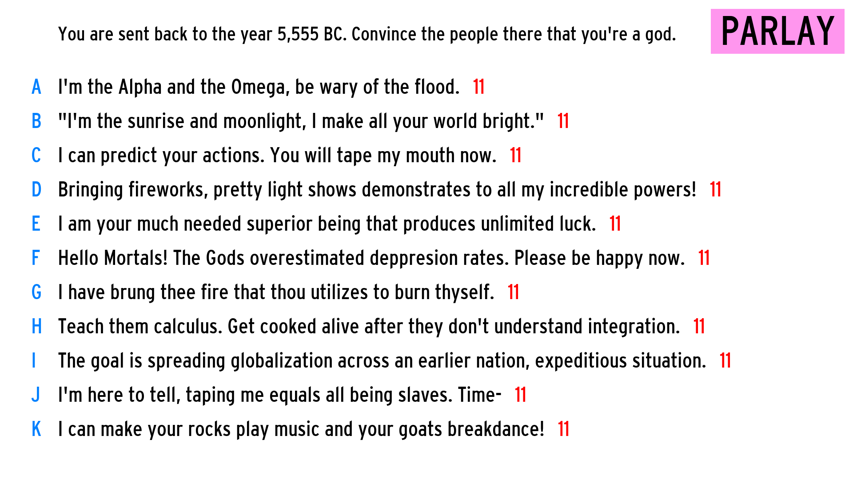 You are sent back to the year 5,555 BC. Convince the people there that you're a god. PARLAY
A I'm the Alpha and the Omega, be wary of the flood. 11
B "I'm the sunrise and moonlight, I make all your world bright." 11
C I can predict your actions. You will tape my mouth now. 11
D Bringing fireworks, pretty light shows demonstrates to all my incredible powers! 11
E I am your much needed superior being that produces unlimited luck. 11
F Hello Mortals! The Gods overestimated deppresion rates. Please be happy now. 11
G I have brung thee fire that thou utilizes to burn thyself. 11
H Teach them calculus. Get cooked alive after they don't understand integration. 11
I The goal is spreading globalization across an earlier nation, expeditious situation. 11
J I'm here to tell, taping me equals all being slaves. Time- 11
K I can make your rocks play music and your goats breakdance! 11